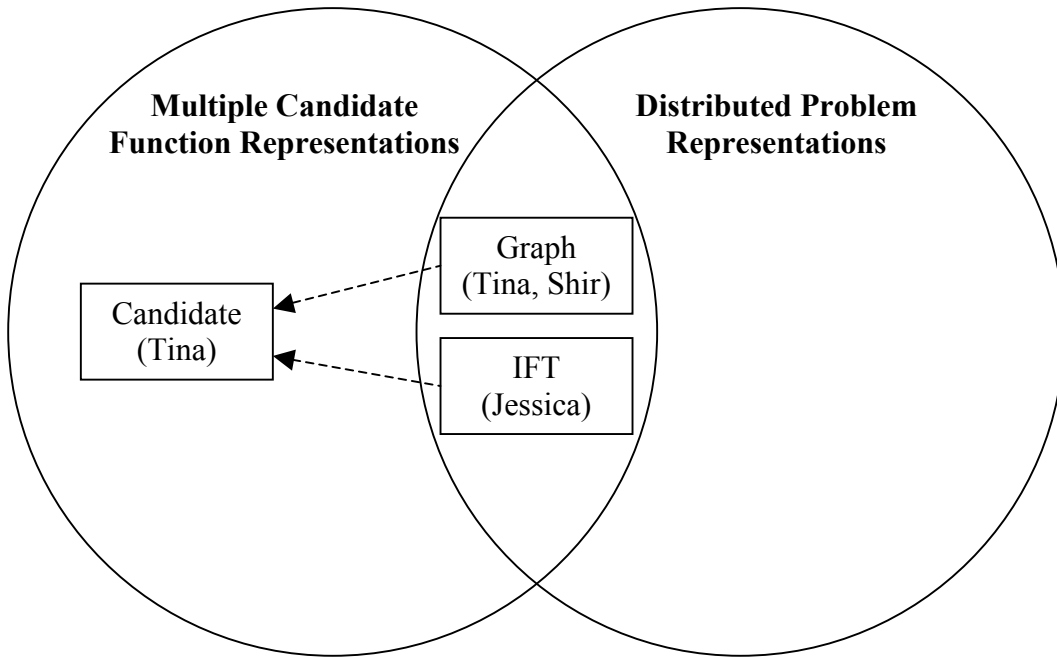 Multiple Candidate
Function Representations
Distributed Problem
Representations
Graph
(Tina, Shir)
Candidate
(Tina)
IFT
(Jessica)